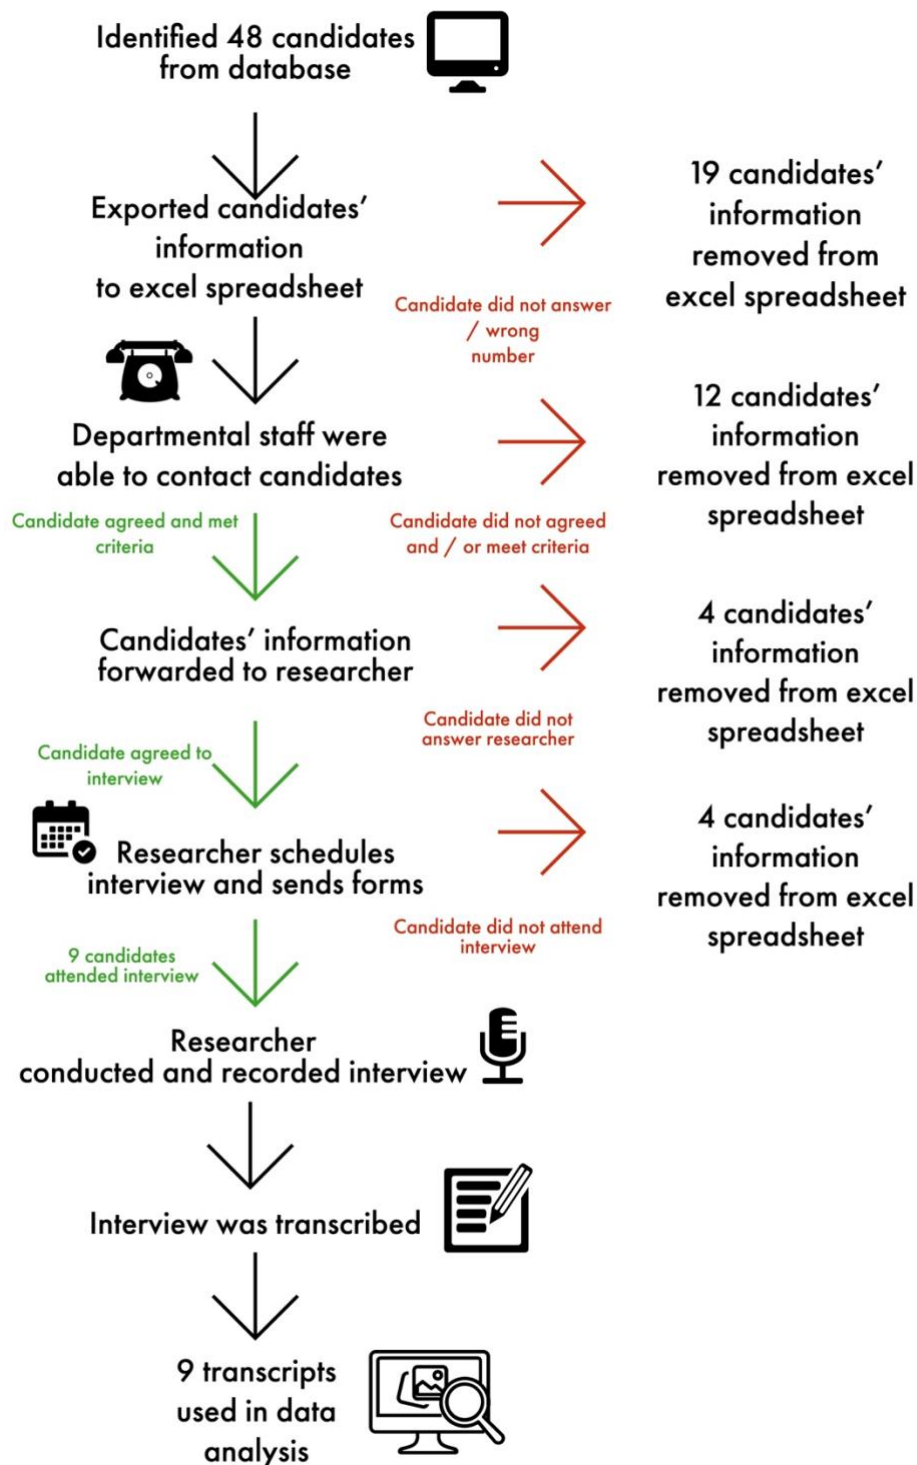 Identified 48 candidates
from database
Exported candidates'
information
to excel spreadsheet
Candidate did not answer
/ wrong
number
19 candidates'
information
removed from
excel spreadsheet
Departmental staff were
able to contact candidates
12 candidates'
information
removed from excel
spreadsheet
Candidate agreed and met
criteria
Candidate did not agreed
and / or meet criteria
Candidates' information
forwarded to researcher
4 candidates'
information
removed from excel
spreadsheet
Candidate did not
answer researcher
Candidate agreed to
interview
Researcher schedules
interview and sends forms
4 candidates'
information
removed from excel
spreadsheet
Candidate did not attend
interview
9 candidates
attended interview
Researcher
conducted and recorded interview
Interview was transcribed
9 transcripts
used in data
analysis